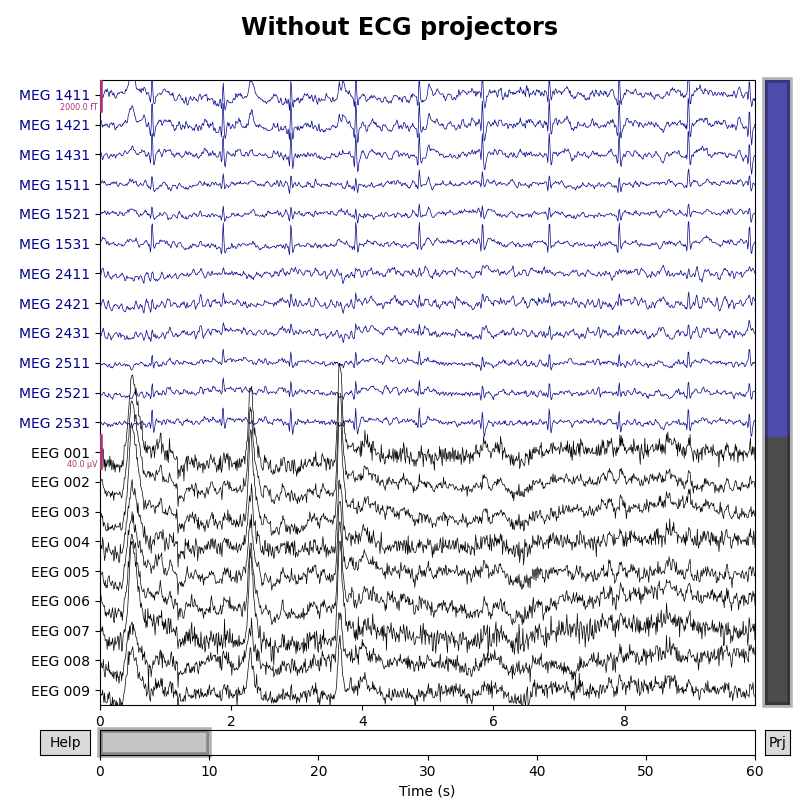 Without ECG projectors
MEG 1411
2000.0 fT
MEG 1421
MEG 1431
MEG 1511
MEG 1521
MEG 1531
MEG 2411
MEG 2421
MEG 2431
MEG 2511
MEG 2521
MEG 2531
EEG 001
40.0 µV
EEG 002
EEG 003
EEG 004
EEG 005
EEG 006
EEG 007
EEG 008
EEG 009
0 2 4 6 8
Help Prj
0 10 20 30 40 50 60
Time (s)